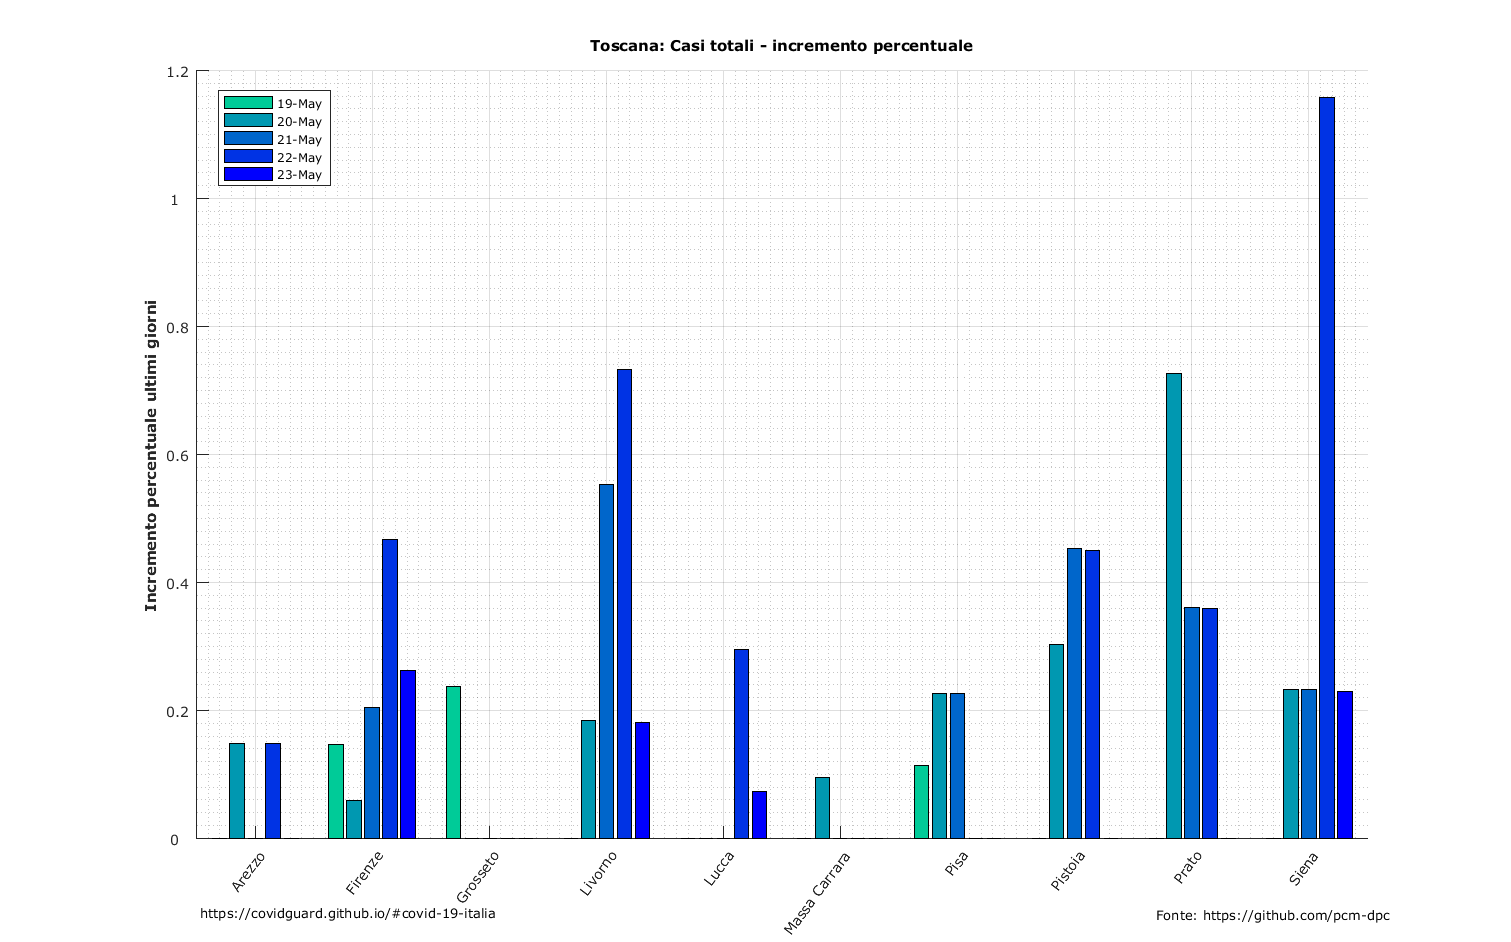 Toscana: Casi totali - incremento percentuale
1.2
1
0.8
0.6
0.4
0.2
0
Incremento percentuale ultimi giorni
19-May
20-May
21-May
22-May
23-May
Arezzo
Firenze
Grosseto
Livorno
Lucca
Massa Carrara
Pisa
Pistoia
Prato
Siena
https://covidguard.github.io/#covid-19-italia
Fonte: https://github.com/pcm-dpc